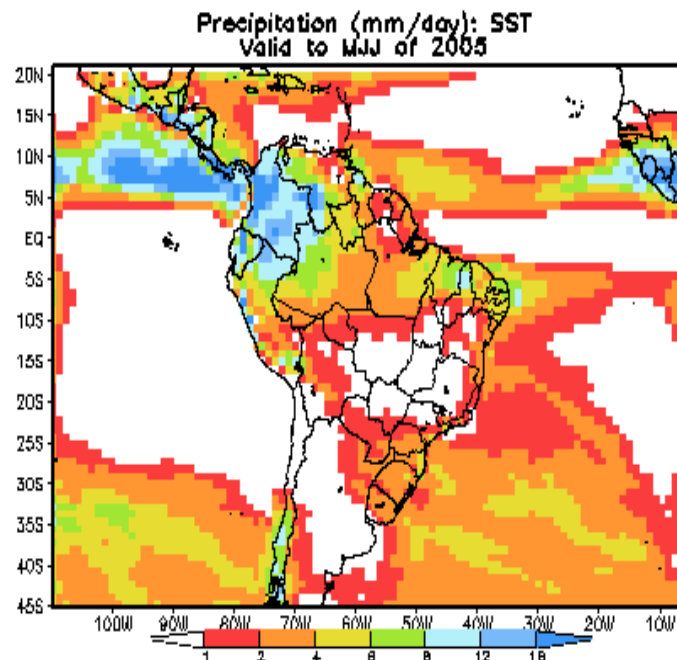 Precipitation (mm/day): SST
Valid to MJJ of 2005
20N
15N
10N
5N
EQ
5S
10S
15S
20S
25S
30S
35S
40S
45S
100W 90W 80W 70W 60W 50W 40W 30W 20W 10W
1 2 4 6 8 12 16